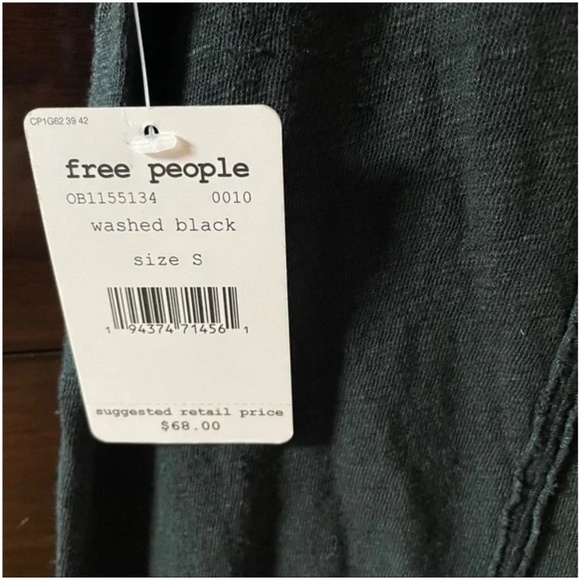 CP1G62 39 42
free people
OB1155134 0010
washed black
size S
1 94374 71456 1
suggested retail price
$68.00